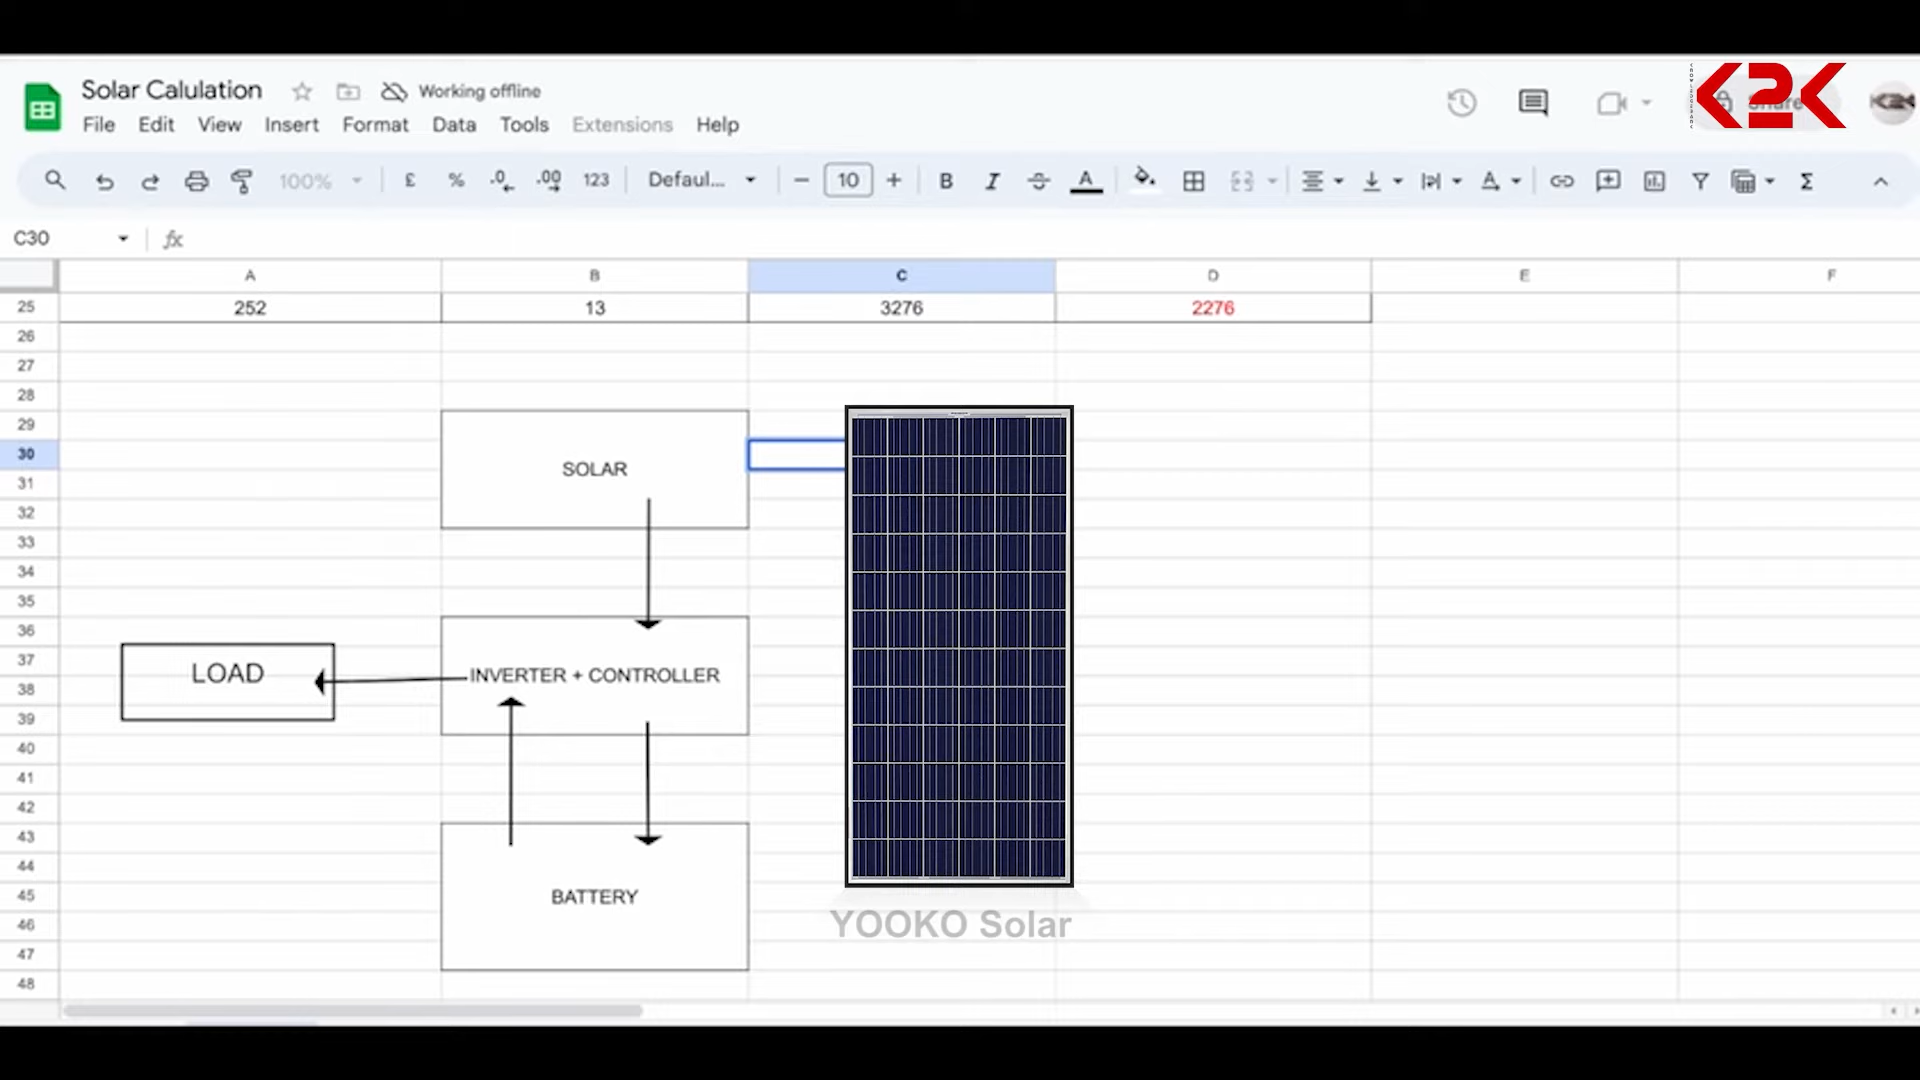 Solar Calulation
Working offline
Share
K2K
File Edit View Insert Format Data Tools Extensions Help
100% £ % .0 .00 123 Defaul... 10 B I A
C30 fx
A B C D E F
25 252 13 3276 2276
26
27
28
29
30
31 SOLAR
32
33
34
35
36
37 LOAD INVERTER + CONTROLLER
38
39
40
41
42
43
44
45 BATTERY
46 YOOKO Solar
47
48